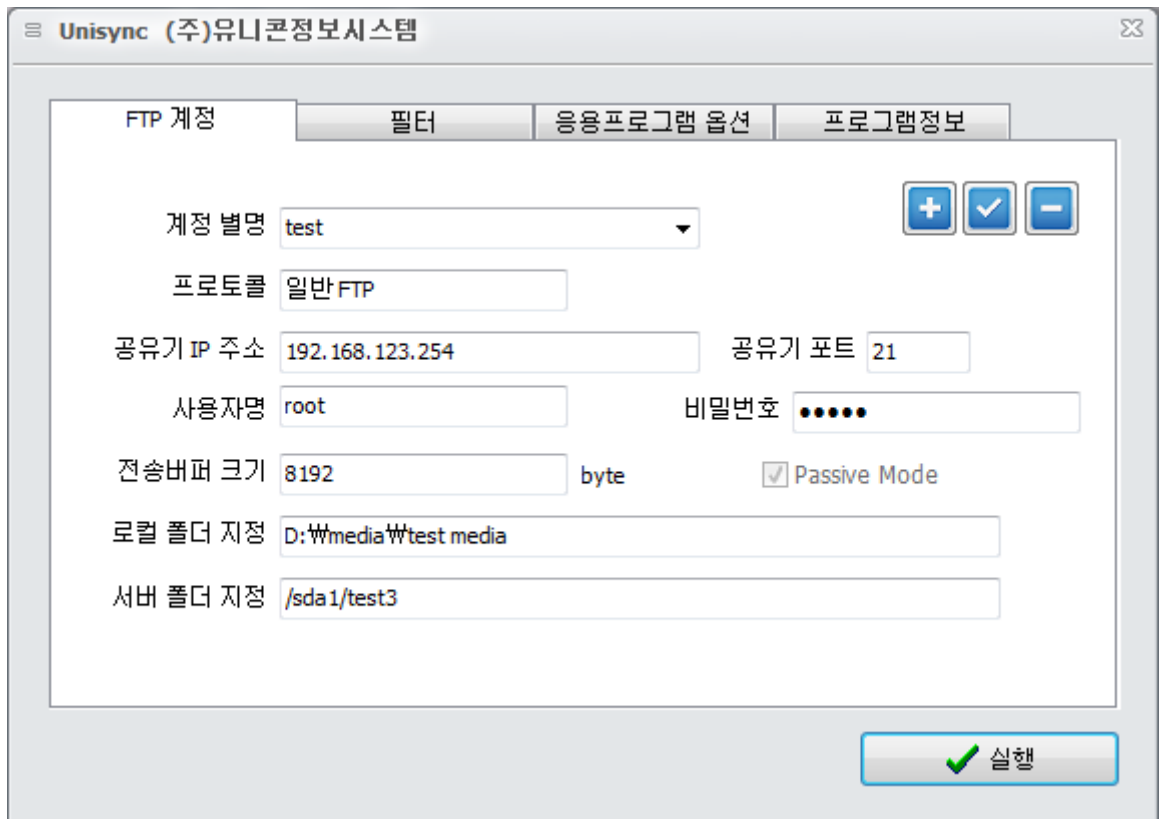 Unisync (주)유니콘정보시스템
FTP 계정 필터 응용프로그램 옵션 프로그램정보
계정 별명 test
프로토콜 일반 FTP
공유기 IP 주소 192.168.123.254 공유기 포트 21
사용자명 root 비밀번호 •••••
전송버퍼 크기 8192 byte Passive Mode
로컬 폴더 지정 D:₩media₩test media
서버 폴더 지정 /sda1/test3
실행